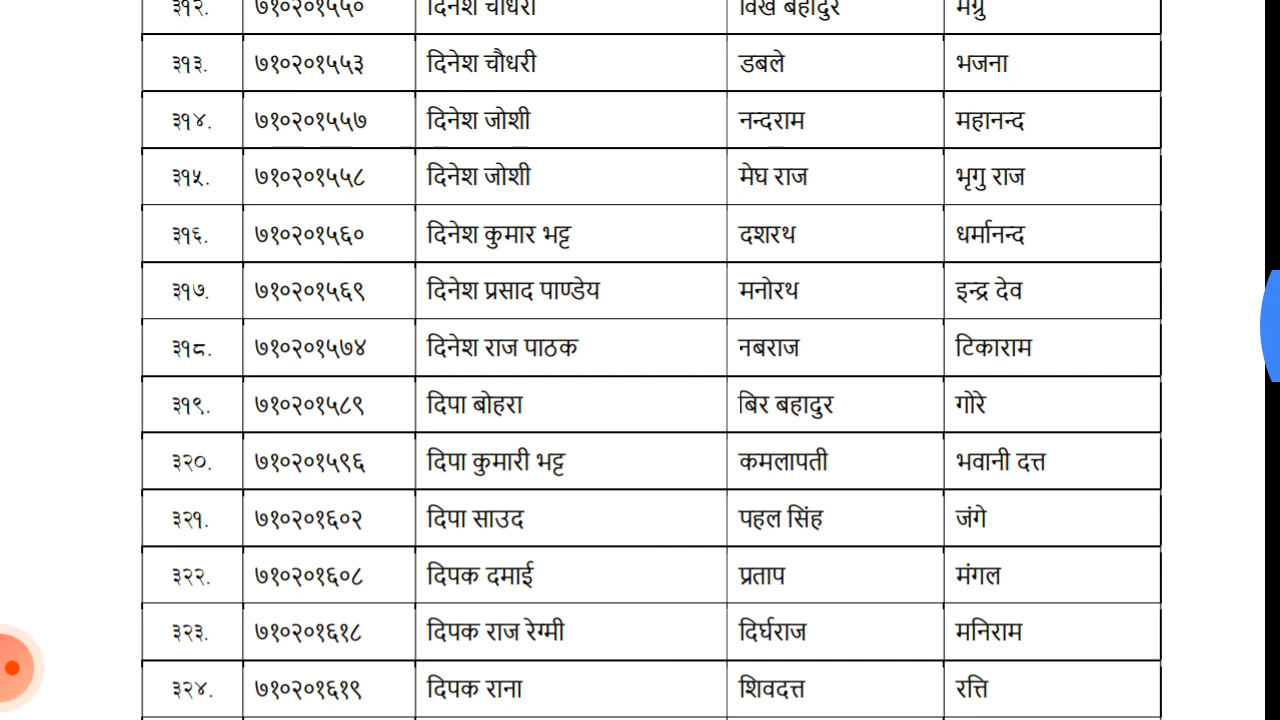 ३१२. ७१०२०१५५० दिनेश चौधरी विर्ख बहादुर मंग्रु
३१३. ७१०२०१५५३ दिनेश चौधरी डबले भजना
३१४. ७१०२०१५५७ दिनेश जोशी नन्दराम महानन्द
३१५. ७१०२०१५५८ दिनेश जोशी मेघ राज भृगु राज
३१६. ७१०२०१५६० दिनेश कुमार भट्ट दशरथ धर्मानन्द
३१७. ७१०२०१५६९ दिनेश प्रसाद पाण्डेय मनोरथ इन्द्र देव
३१८. ७१०२०१५७४ दिनेश राज पाठक नबराज टिकाराम
३१९. ७१०२०१५८९ दिपा बोहरा बिर बहादुर गोरे
३२०. ७१०२०१५९६ दिपा कुमारी भट्ट कमलापती भवानी दत्त
३२१. ७१०२०१६०२ दिपा साउद पहल सिंह जंगे
३२२. ७१०२०१६०८ दिपक दमाई प्रताप मंगल
३२३. ७१०२०१६१८ दिपक राज रेग्मी दिर्घराज मनिराम
३२४. ७१०२०१६१९ दिपक राना शिवदत्त रत्ति